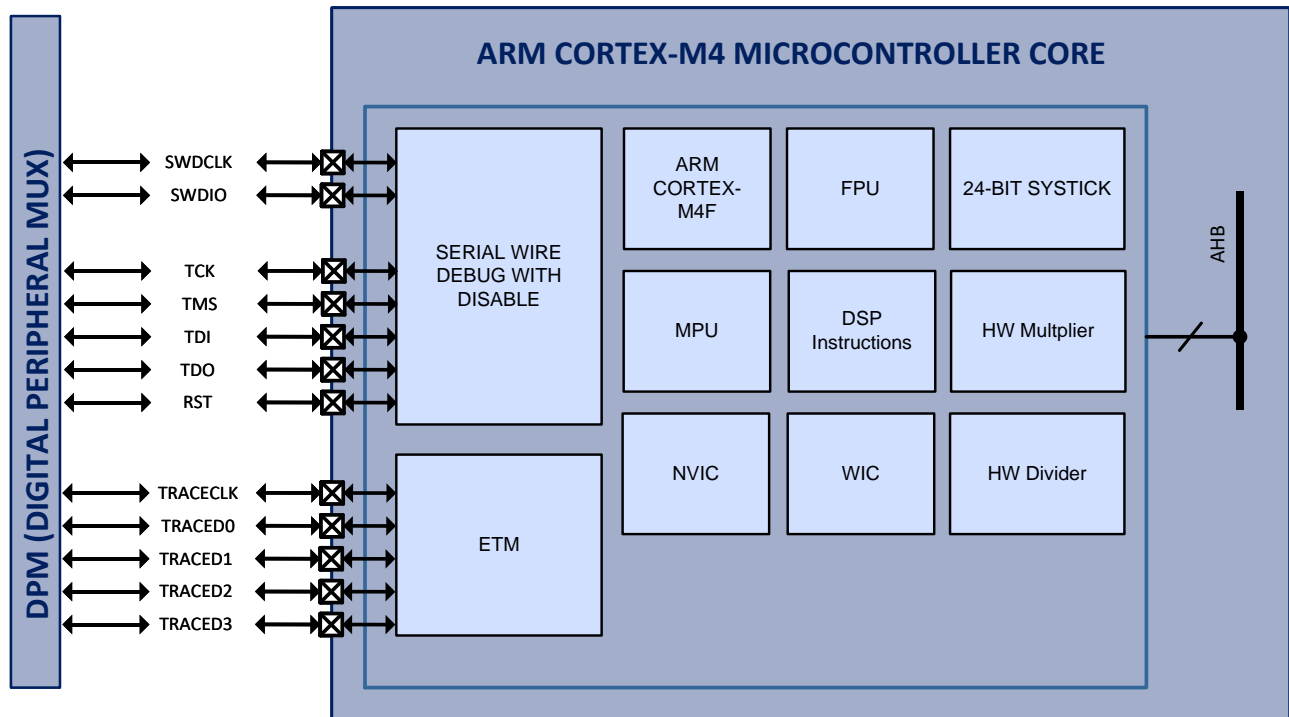 ARM CORTEX-M4 MICROCONTROLLER CORE
DPM (DIGITAL PERIPHERAL MUX)
SWDCLK
SWDIO
TCK
TMS
TDI
TDO
RST
TRACECLK
TRACED0
TRACED1
TRACED2
TRACED3
SERIAL WIRE
DEBUG WITH
DISABLE
ETM
ARM
CORTEX-
M4F
FPU
24-BIT SYSTICK
MPU
DSP
Instructions
HW Multplier
NVIC
WIC
HW Divider
AHB